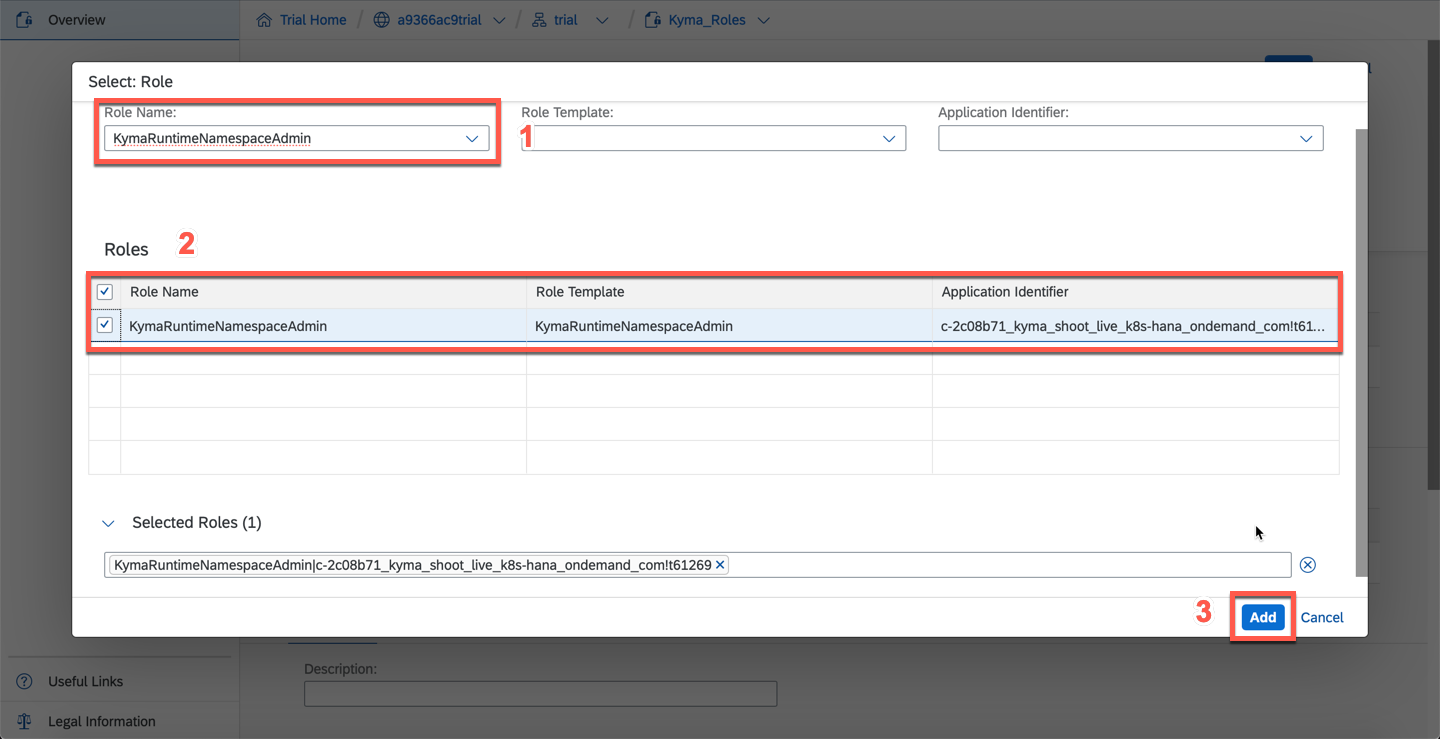 Overview
Trial Home / a9366ac9trial / trial / Kyma_Roles
Select: Role
Role Name: Role Template: Application Identifier:
KymaRuntimeNamespaceAdmin 1
Roles 2
Role Name Role Template Application Identifier
KymaRuntimeNamespaceAdmin KymaRuntimeNamespaceAdmin c-2c08b71_kyma_shoot_live_k8s-hana_ondemand_com!t61...
Selected Roles (1)
KymaRuntimeNamespaceAdmin|c-2c08b71_kyma_shoot_live_k8s-hana_ondemand_com!t61269
3 Add Cancel
Description:
Useful Links
Legal Information